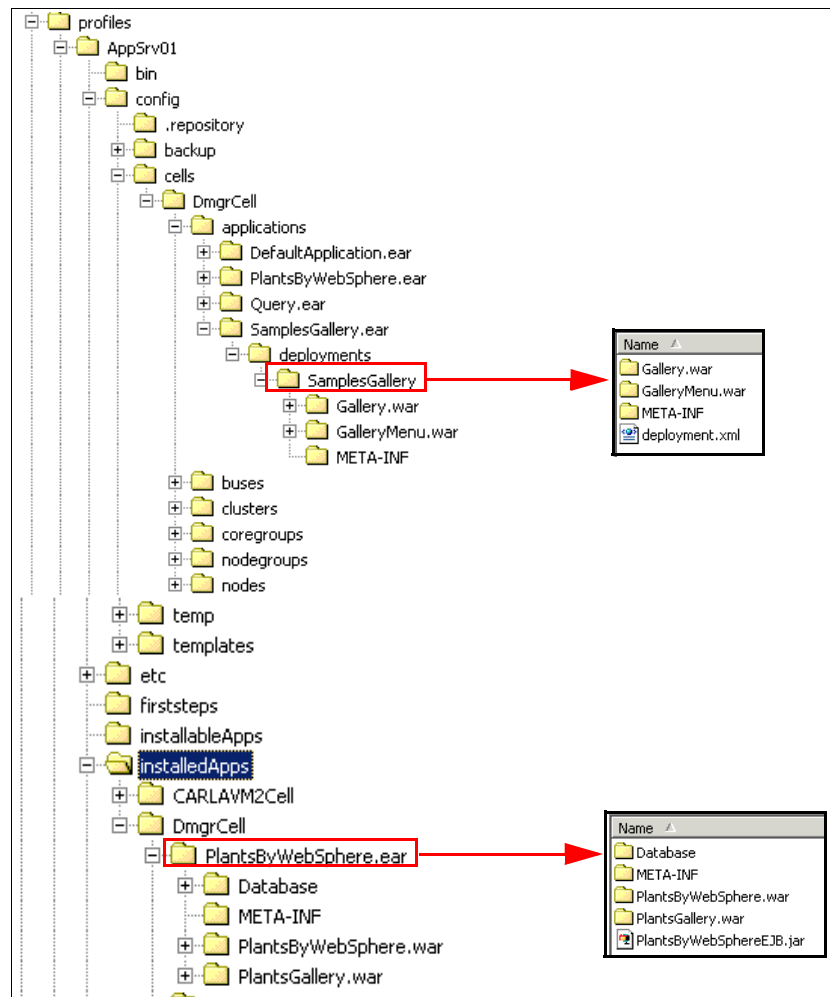 profiles
AppSrv01
bin
config
.repository
backup
cells
DmgrCell
applications
DefaultApplication.ear
PlantsByWebSphere.ear
Query.ear
SamplesGallery.ear
deployments
SamplesGallery
Gallery.war
GalleryMenu.war
META-INF
buses
clusters
coregroups
nodegroups
nodes
temp
templates
etc
firststeps
installableApps
installedApps
CARLAVM2Cell
DmgrCell
PlantsByWebSphere.ear
Database
META-INF
PlantsByWebSphere.war
PlantsGallery.war
Name
Gallery.war
GalleryMenu.war
META-INF
deployment.xml
Name
Database
META-INF
PlantsByWebSphere.war
PlantsGallery.war
PlantsByWebSphereEJB.jar